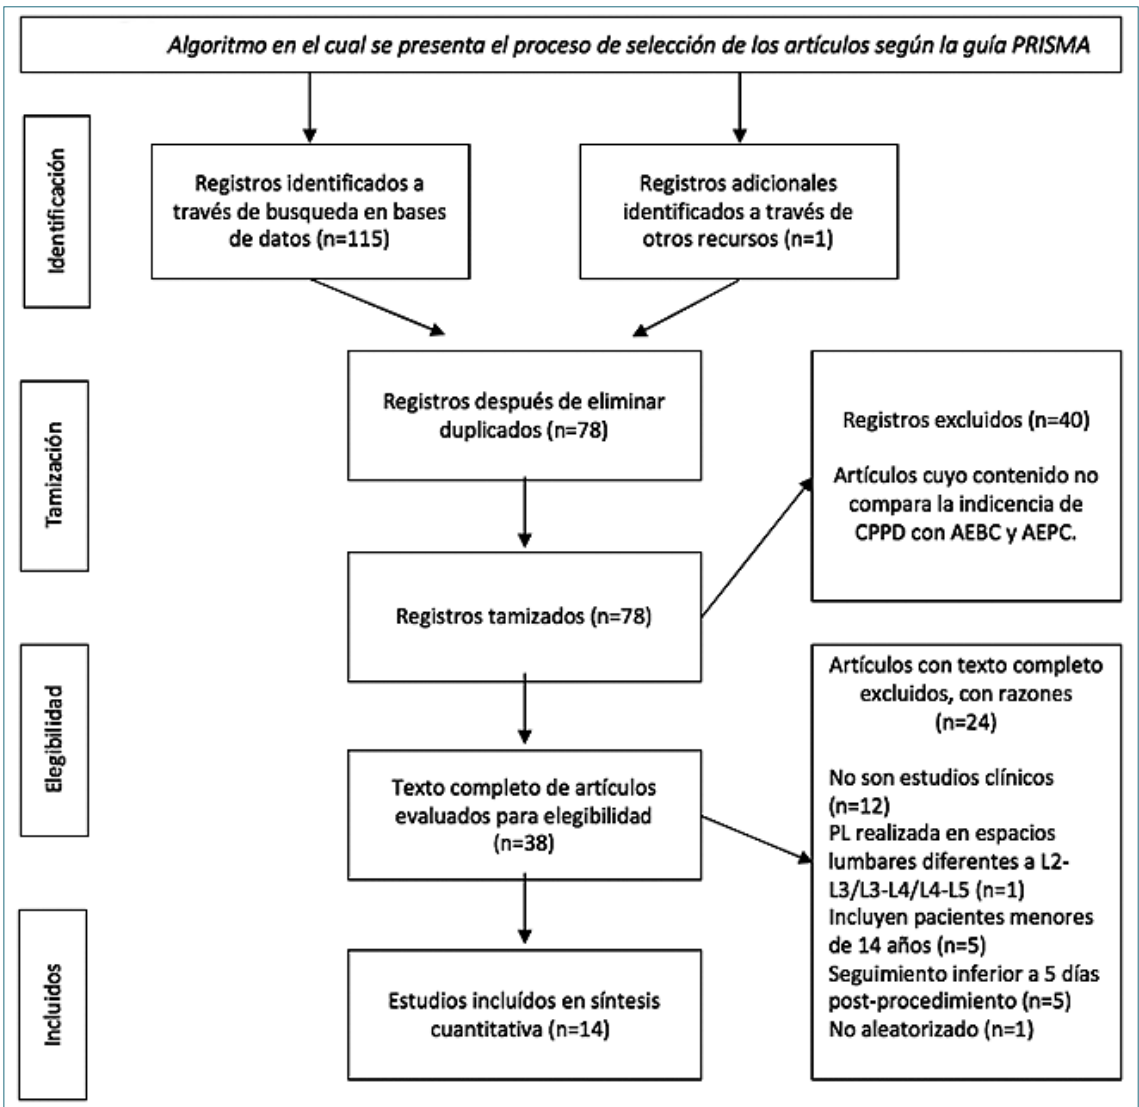 Algoritmo en el cual se presenta el proceso de selección de los artículos según la guía PRISMA
Identificación
Registros identificados a
través de busqueda en bases
de datos (n=115)
Registros adicionales
identificados a través de
otros recursos (n=1)
Tamización
Registros después de eliminar
duplicados (n=78)
Registros excluidos (n=40)
Artículos cuyo contenido no
compara la indicencia de
CPPD con AEBC y AEPC.
Registros tamizados (n=78)
Elegibilidad
Texto completo de artículos
evaluados para elegibilidad
(n=38)
Artículos con texto completo
excluidos, con razones
(n=24)
No son estudios clínicos
(n=12)
PL realizada en espacios
lumbares diferentes a L2-
L3/L3-L4/L4-L5 (n=1)
Incluyen pacientes menores
de 14 años (n=5)
Seguimiento inferior a 5 días
post-procedimiento (n=5)
No aleatorizado (n=1)
Incluidos
Estudios incluídos en síntesis
cuantitativa (n=14)